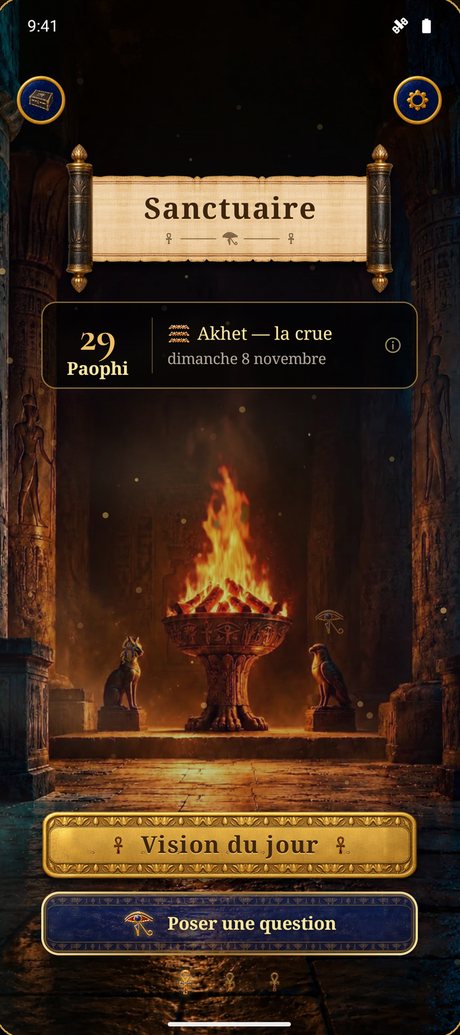 9:41
Sanctuaire
29
Paophi
Akhet — la crue
dimanche 8 novembre
Vision du jour
Poser une question